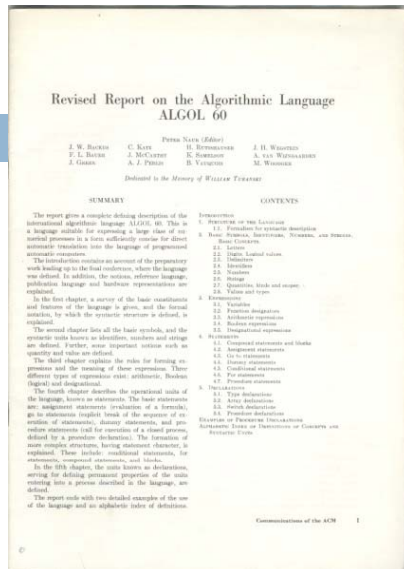 Revised Report on the Algorithmic Language
ALGOL 60
PETER NAUR (Editor)
J. W. BACKUS C. KATZ H. RUTISHAUSER J. H. WEGSTEIN
F. L. BAUER J. MCCARTHY K. SAMELSON A. VAN WIJNGAARDEN
J. GREEN A. J. PERLIS B. VAUQUOIS M. WOODGER
Dedicated to the Memory of WILLIAM TURANSKI
SUMMARY
The report gives a complete defining description of the
international algorithmic language ALGOL 60. This is
a language suitable for expressing a large class of nu-
merical processes in a form sufficiently concise for direct
automatic translation into the language of programmed
automatic computers.
The introduction contains an account of the preparatory
work leading up to the final conference, where the language
was defined. In addition, the notions, reference language,
publication language and hardware representations are
explained.
In the first chapter, a survey of the basic constituents
and features of the language is given, and the formal
notation, by which the syntactic structure is defined, is
explained.
The second chapter lists all the basic symbols, and the
syntactic units known as identifiers, numbers and strings
are defined. Further, some important notions such as
quantity and value are defined.
The third chapter explains the rules for forming ex-
pressions and the meaning of these expressions. Three
different types of expressions exist: arithmetic, Boolean
(logical) and designational.
The fourth chapter describes the operational units of
the language, known as statements. The basic statements
are: assignment statements (evaluation of a formula),
go to statements (explicit break of the sequence of ex-
ecution of statements), dummy statements, and pro-
cedure statements (call for execution of a closed process,
defined by a procedure declaration). The formation of
more complex structures, having statement character, is
explained. These include: conditional statements, for
statements, compound statements, and blocks.
In the fifth chapter, the units known as declarations,
serving for defining permanent properties of the units
entering into a process described in the language, are
defined.
The report ends with two detailed examples of the use
of the language and an alphabetic index of definitions.
CONTENTS
INTRODUCTION
1. STRUCTURE OF THE LANGUAGE
1.1. Formalism for syntactic description
2. BASIC SYMBOLS, IDENTIFIERS, NUMBERS, AND STRINGS.
BASIC CONCEPTS.
2.1. Letters
2.2. Digits. Logical values
2.3. Delimiters
2.4. Identifiers
2.5. Numbers
2.6. Strings
2.7. Quantities, kinds and scopes
2.8. Values and types
3. EXPRESSIONS
3.1. Variables
3.2. Function designators
3.3. Arithmetic expressions
3.4. Boolean expressions
3.5. Designational expressions
4. STATEMENTS
4.1. Compound statements and blocks
4.2. Assignment statements
4.3. Go to statements
4.4. Dummy statements
4.5. Conditional statements
4.6. For statements
4.7. Procedure statements
5. DECLARATIONS
5.1. Type declarations
5.2. Array declarations
5.3. Switch declarations
5.4. Procedure declarations
EXAMPLES OF PROCEDURE DECLARATIONS
ALPHABETIC INDEX OF DEFINITIONS OF CONCEPTS AND
SYNTACTIC UNITS
Communications of the ACM 1